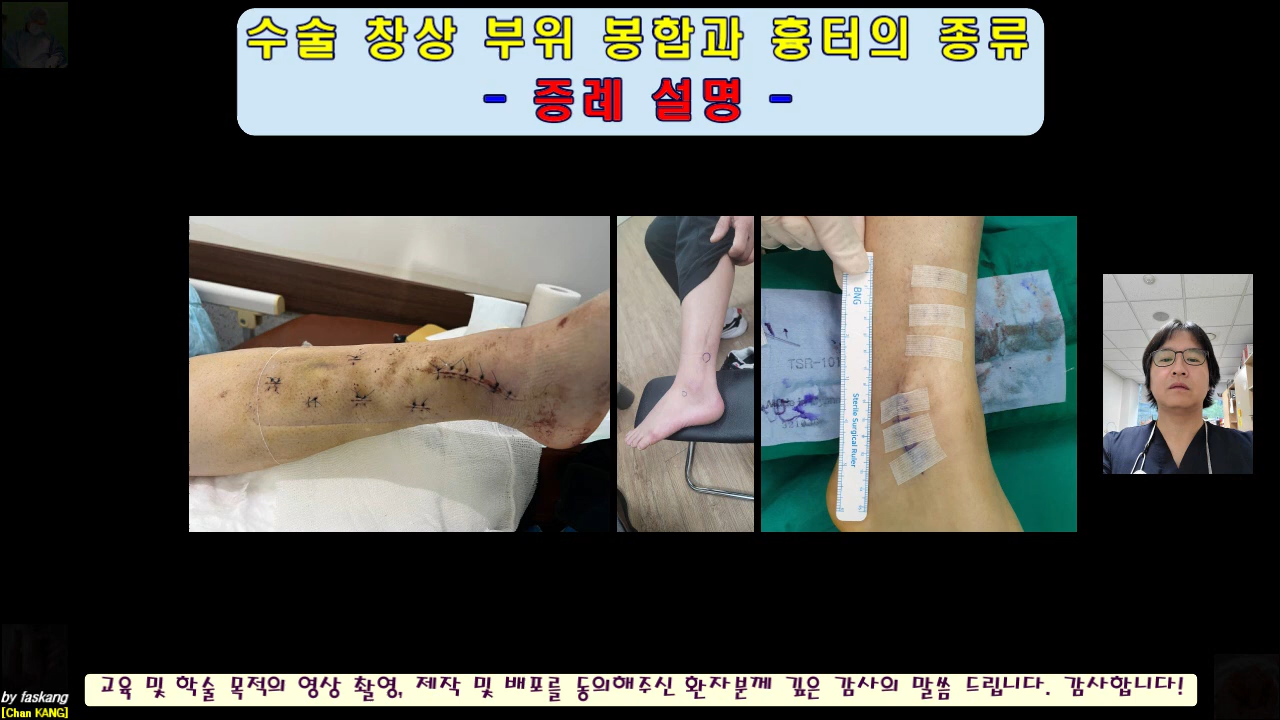 수술 창상 부위 봉합과 흉터의 종류
- 증례 설명 -
BNG
TSR-101
Sterile Surgical Ruler
교육 및 학술 목적의 영상 촬영, 제작 및 배포를 동의해주신 환자분께 깊은 감사의 말씀 드립니다. 감사합니다!
by faskang
[Chan KANG]